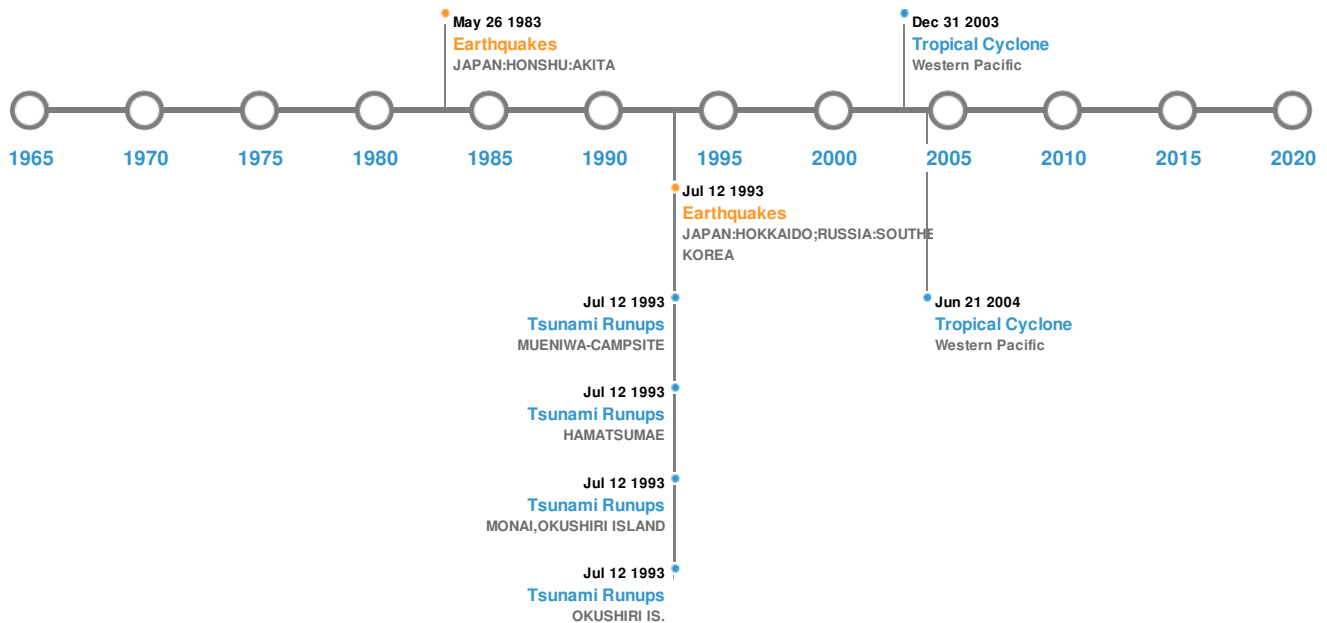 May 26 1983
Earthquakes
JAPAN:HONSHU:AKITA
Dec 31 2003
Tropical Cyclone
Western Pacific
1965 1970 1975 1980 1985 1990 1995 2000 2005 2010 2015 2020
Jul 12 1993
Earthquakes
JAPAN:HOKKAIDO;RUSSIA:SOUTHE
KOREA
Jul 12 1993
Tsunami Runups
MUENIWA-CAMPSITE
Jun 21 2004
Tropical Cyclone
Western Pacific
Jul 12 1993
Tsunami Runups
HAMATSUMAE
Jul 12 1993
Tsunami Runups
MONAI,OKUSHIRI ISLAND
Jul 12 1993
Tsunami Runups
OKUSHIRI IS.